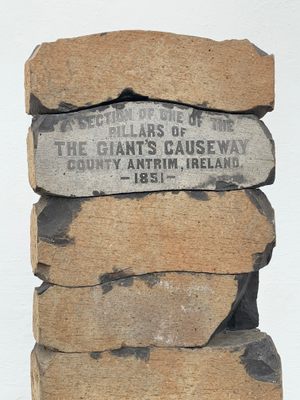 A SECTION OF ONE OF THE
PILLARS OF
THE GIANT'S CAUSEWAY
COUNTY ANTRIM, IRELAND.
—1851—